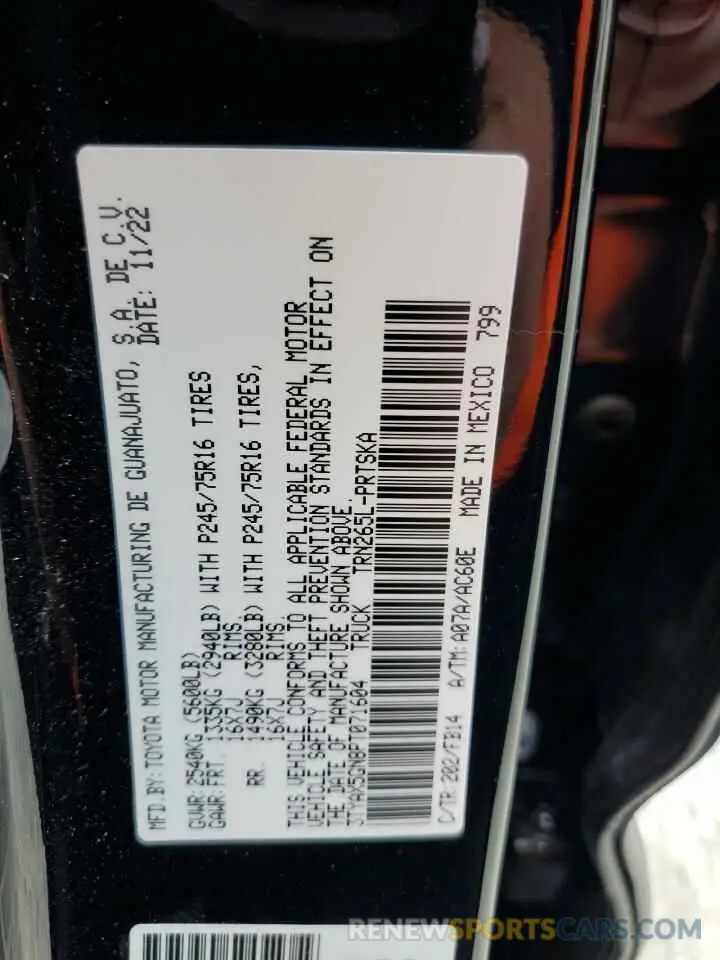 MFD.BY:TOYOTA MOTOR MANUFACTURING DE GUANAJUATO, S.A. DE C.V.
DATE: 11/22
GVWR:2540KG (5600LB)
GAWR:FRT. 1335KG (2940LB) WITH P245/75R16 TIRES
16X7J RIMS.
RR. 1490KG (3280LB) WITH P245/75R16 TIRES,
16X7J RIMS.
THIS VEHICLE CONFORMS TO ALL APPLICABLE FEDERAL MOTOR
VEHICLE SAFETY AND THEFT PREVENTION STANDARDS IN EFFECT ON
THE DATE OF MANUFACTURE SHOWN ABOVE.
3TYAX5GN8PT071604 TRUCK TRN265L-PRTSKA
C/TR:202/FB14 A/TM:A07A/AC60E MADE IN MEXICO 799
RENEWSPORTSCARS.COM